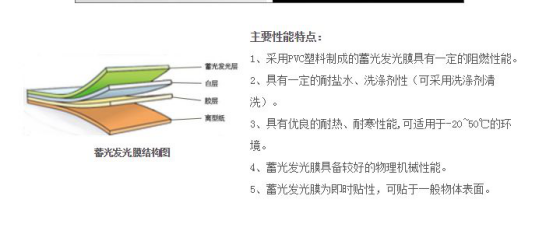 蓄光发光层
白层
胶层
离型纸
蓄光发光膜结构图
主要性能特点：
1、采用PVC塑料制成的蓄光发光膜具有一定的阻燃性能。
2、具有一定的耐盐水、洗涤剂性（可采用洗涤剂清
洗）。
3、具有优良的耐热、耐寒性能,可适用于-20~50℃的环
境。
4、蓄光发光膜具备较好的物理机械性能。
5、蓄光发光膜为即时贴性，可贴于一般物体表面。